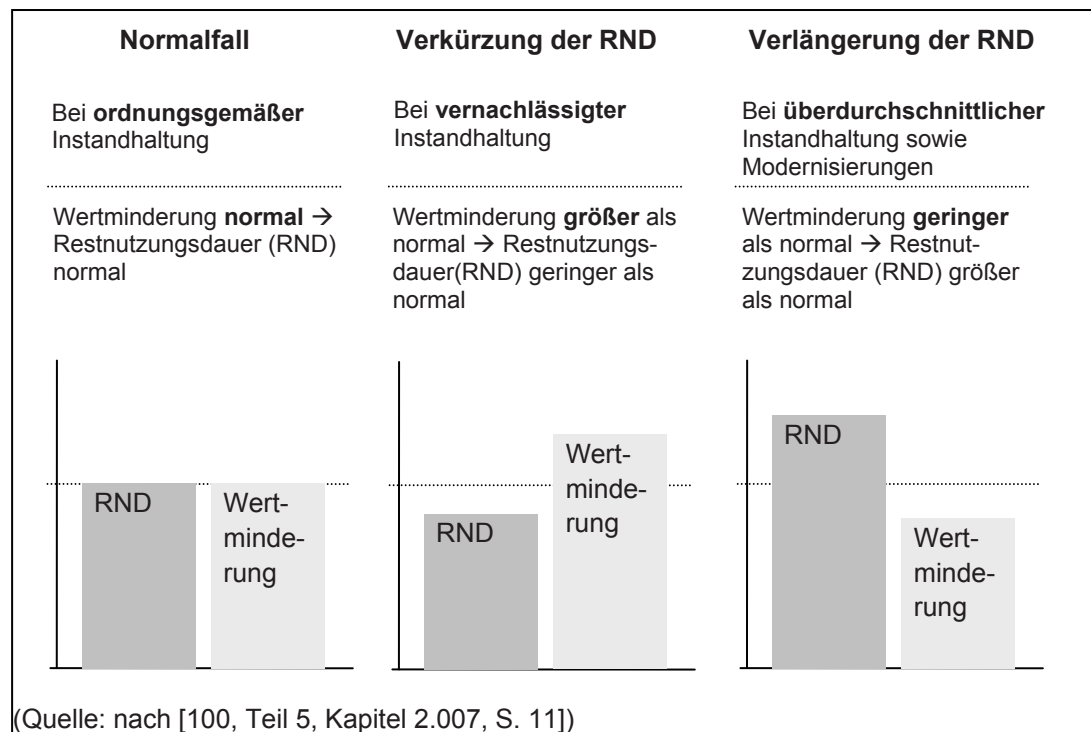 Normalfall
Bei ordnungsgemäßer
Instandhaltung
Wertminderung normal →
Restnutzungsdauer (RND)
normal
RND
Wert-
minde-
rung
Verkürzung der RND
Bei vernachlässigter
Instandhaltung
Wertminderung größer als
normal → Restnutzungs-
dauer(RND) geringer als
normal
RND
Wert-
minde-
rung
Verlängerung der RND
Bei überdurchschnittlicher
Instandhaltung sowie
Modernisierungen
Wertminderung geringer
als normal → Restnut-
zungsdauer (RND) größer
als normal
RND
Wert-
minde-
rung
(Quelle: nach [100, Teil 5, Kapitel 2.007, S. 11])